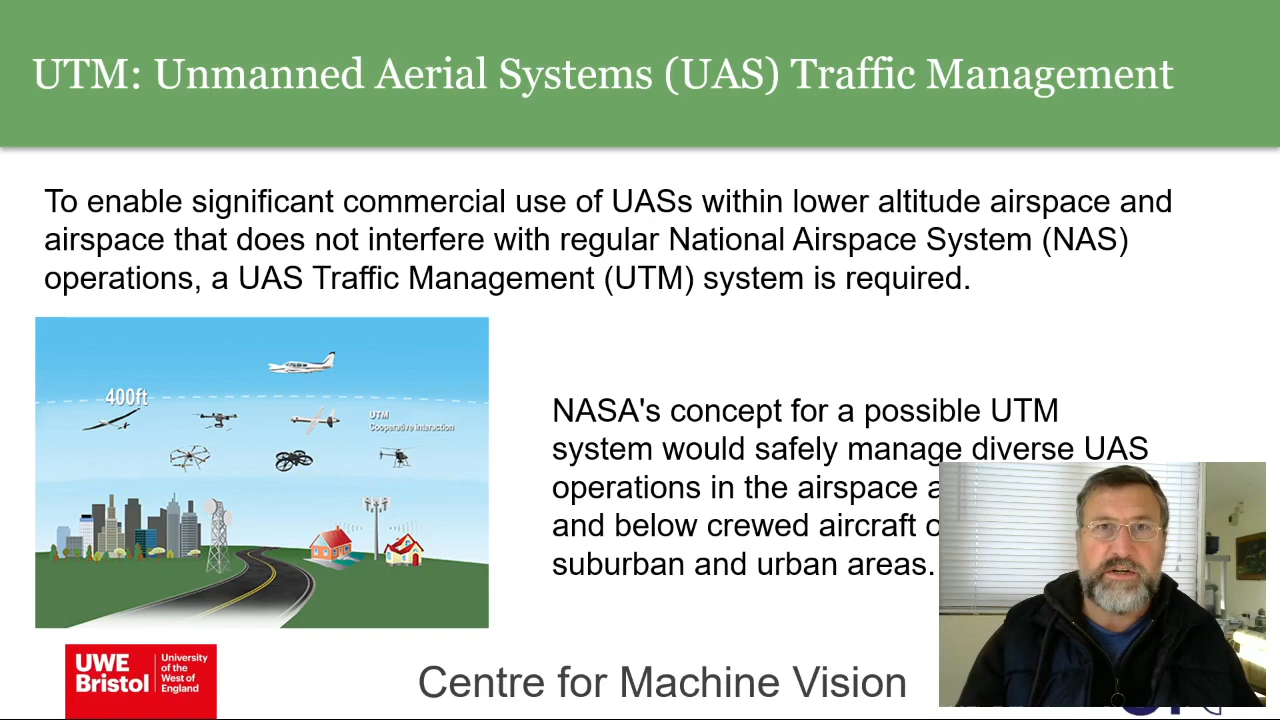 UTM: Unmanned Aerial Systems (UAS) Traffic Management
To enable significant commercial use of UASs within lower altitude airspace and
airspace that does not interfere with regular National Airspace System (NAS)
operations, a UAS Traffic Management (UTM) system is required.
400ft
UTM
Cooperative Interaction
NASA's concept for a possible UTM
system would safely manage diverse UAS
operations in the airspace
and below crewed aircraft
suburban and urban areas.
UWE
Bristol
University
of the
West of
England
Centre for Machine Vision